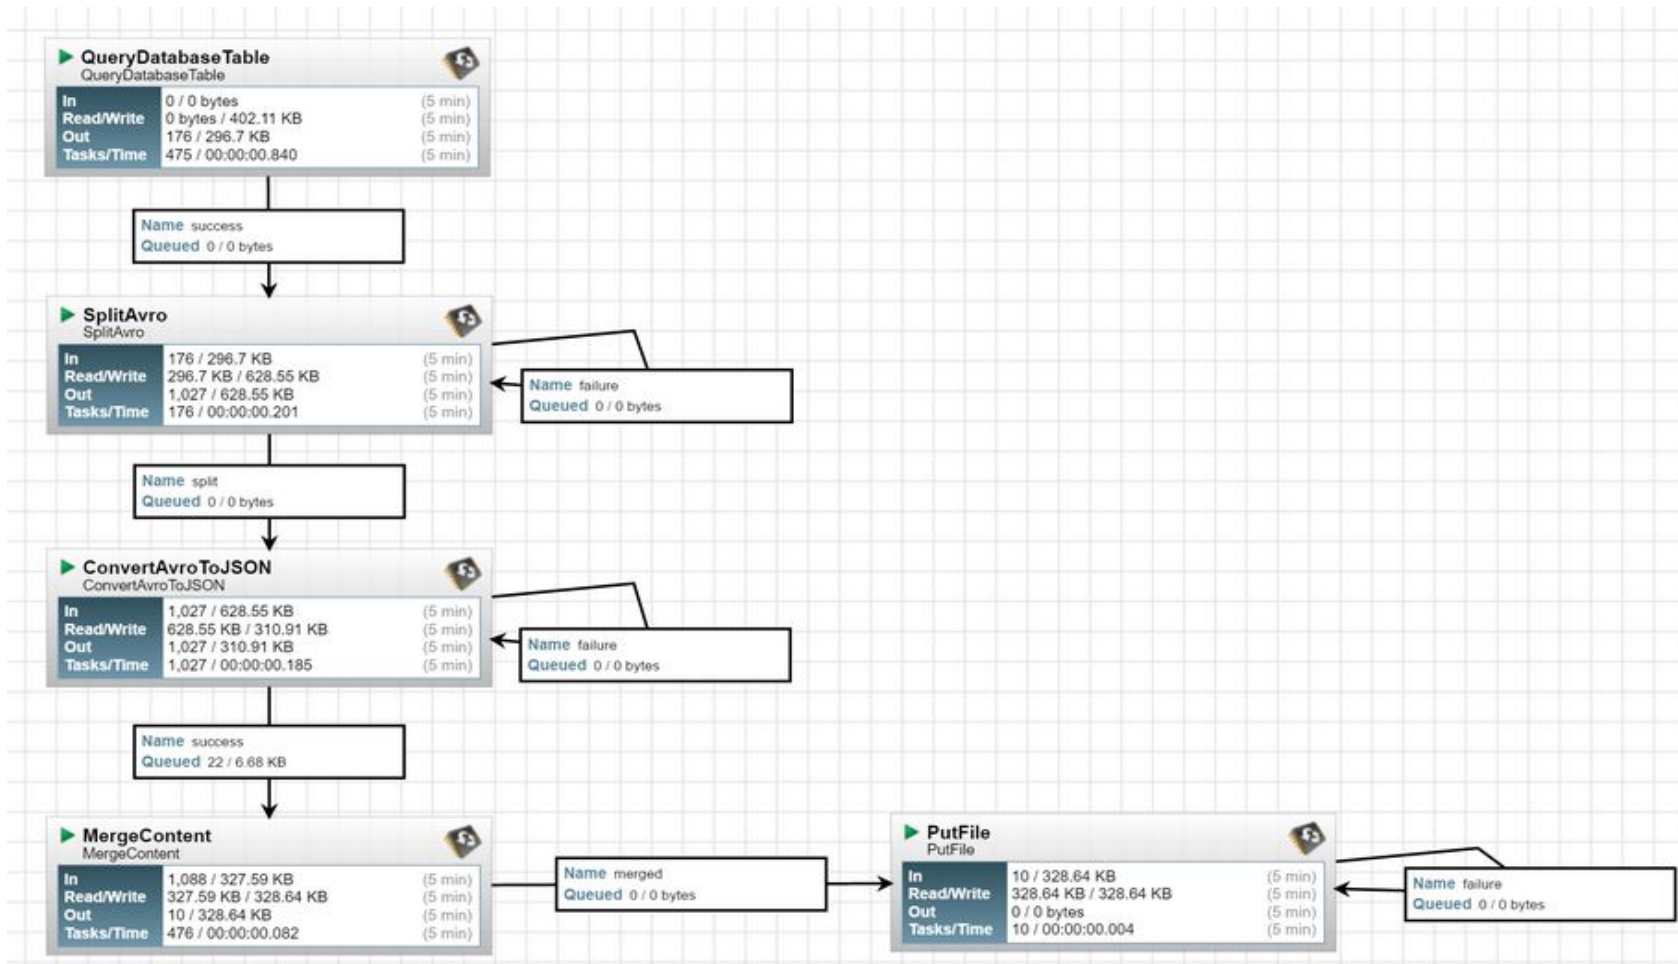 QueryDatabaseTable
QueryDatabaseTable
In 0 / 0 bytes (5 min)
Read/Write 0 bytes / 402.11 KB (5 min)
Out 176 / 296.7 KB (5 min)
Tasks/Time 475 / 00:00:00.840 (5 min)
Name success
Queued 0 / 0 bytes
SplitAvro
SplitAvro
In 176 / 296.7 KB (5 min)
Read/Write 296.7 KB / 628.55 KB (5 min)
Out 1,027 / 628.55 KB (5 min)
Tasks/Time 176 / 00:00:00.201 (5 min)
Name failure
Queued 0 / 0 bytes
Name split
Queued 0 / 0 bytes
ConvertAvroToJSON
ConvertAvroToJSON
In 1,027 / 628.55 KB (5 min)
Read/Write 628.55 KB / 310.91 KB (5 min)
Out 1,027 / 310.91 KB (5 min)
Tasks/Time 1,027 / 00:00:00.185 (5 min)
Name failure
Queued 0 / 0 bytes
Name success
Queued 22 / 6.68 KB
MergeContent
MergeContent
In 1,088 / 327.59 KB (5 min)
Read/Write 327.59 KB / 328.64 KB (5 min)
Out 10 / 328.64 KB (5 min)
Tasks/Time 476 / 00:00:00.082 (5 min)
Name merged
Queued 0 / 0 bytes
PutFile
PutFile
In 10 / 328.64 KB (5 min)
Read/Write 328.64 KB / 328.64 KB (5 min)
Out 0 / 0 bytes (5 min)
Tasks/Time 10 / 00:00:00.004 (5 min)
Name failure
Queued 0 / 0 bytes